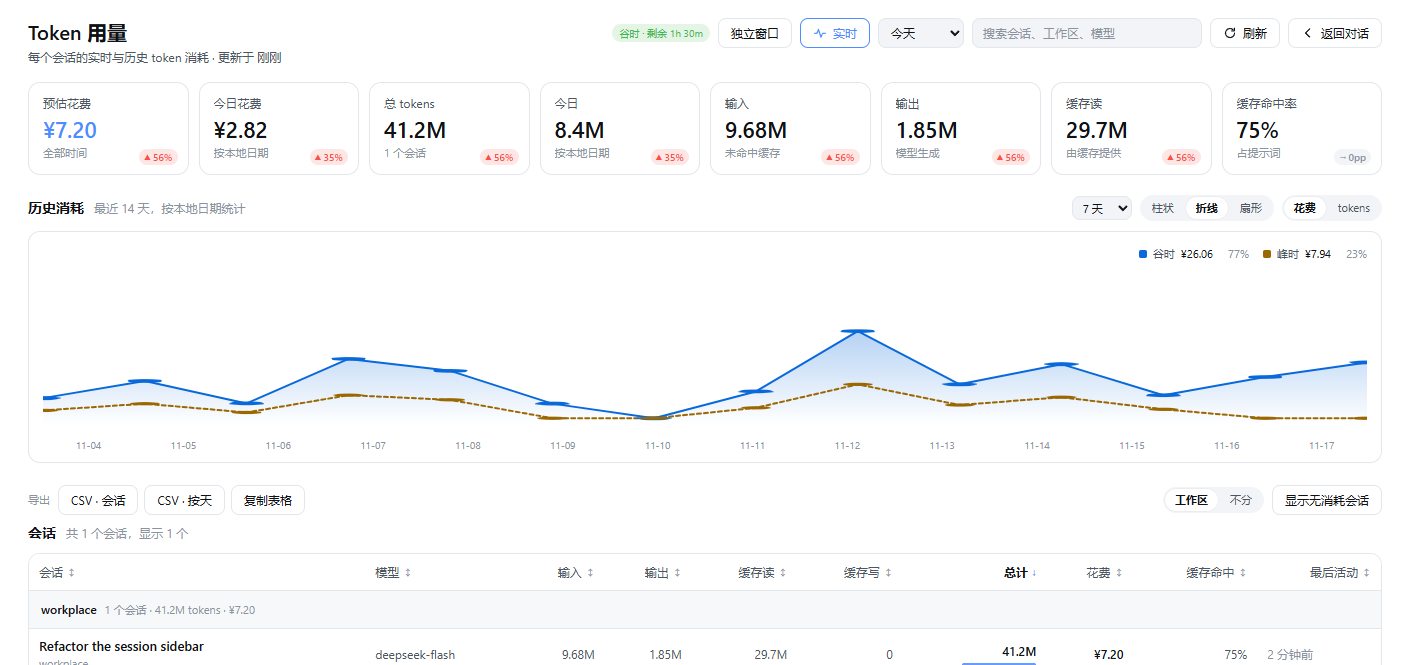 Token 用量
谷时 · 剩余 1h 30m
独立窗口
实时
今天
搜索会话、工作区、模型
刷新
返回对话
每个会话的实时与历史 token 消耗 · 更新于 刚刚
预估花费
¥7.20
全部时间
▲ 56%
今日花费
¥2.82
按本地日期
▲ 35%
总 tokens
41.2M
1 个会话
▲ 56%
今日
8.4M
按本地日期
▲ 35%
输入
9.68M
未命中缓存
▲ 56%
输出
1.85M
模型生成
▲ 56%
缓存读
29.7M
由缓存提供
▲ 56%
缓存命中率
75%
占提示词
→ 0pp
历史消耗 最近 14 天，按本地日期统计
7 天
柱状 折线 扇形
花费 tokens
谷时 ¥26.06 77% 峰时 ¥7.94 23%
11-04 11-05 11-06 11-07 11-08 11-09 11-10 11-11 11-12 11-13 11-14 11-15 11-16 11-17
导出 CSV · 会话 CSV · 按天 复制表格
工作区 不分 显示无消耗会话
会话 共 1 个会话，显示 1 个
会话 ↕ 模型 ↕ 输入 ↕ 输出 ↕ 缓存读 ↕ 缓存写 ↕ 总计 ↓ 花费 ↕ 缓存命中 ↕ 最后活动 ↕
workplace 1 个会话 · 41.2M tokens · ¥7.20
Refactor the session sidebar
workplace
deepseek-flash 9.68M 1.85M 29.7M 0 41.2M ¥7.20 75% 2 分钟前